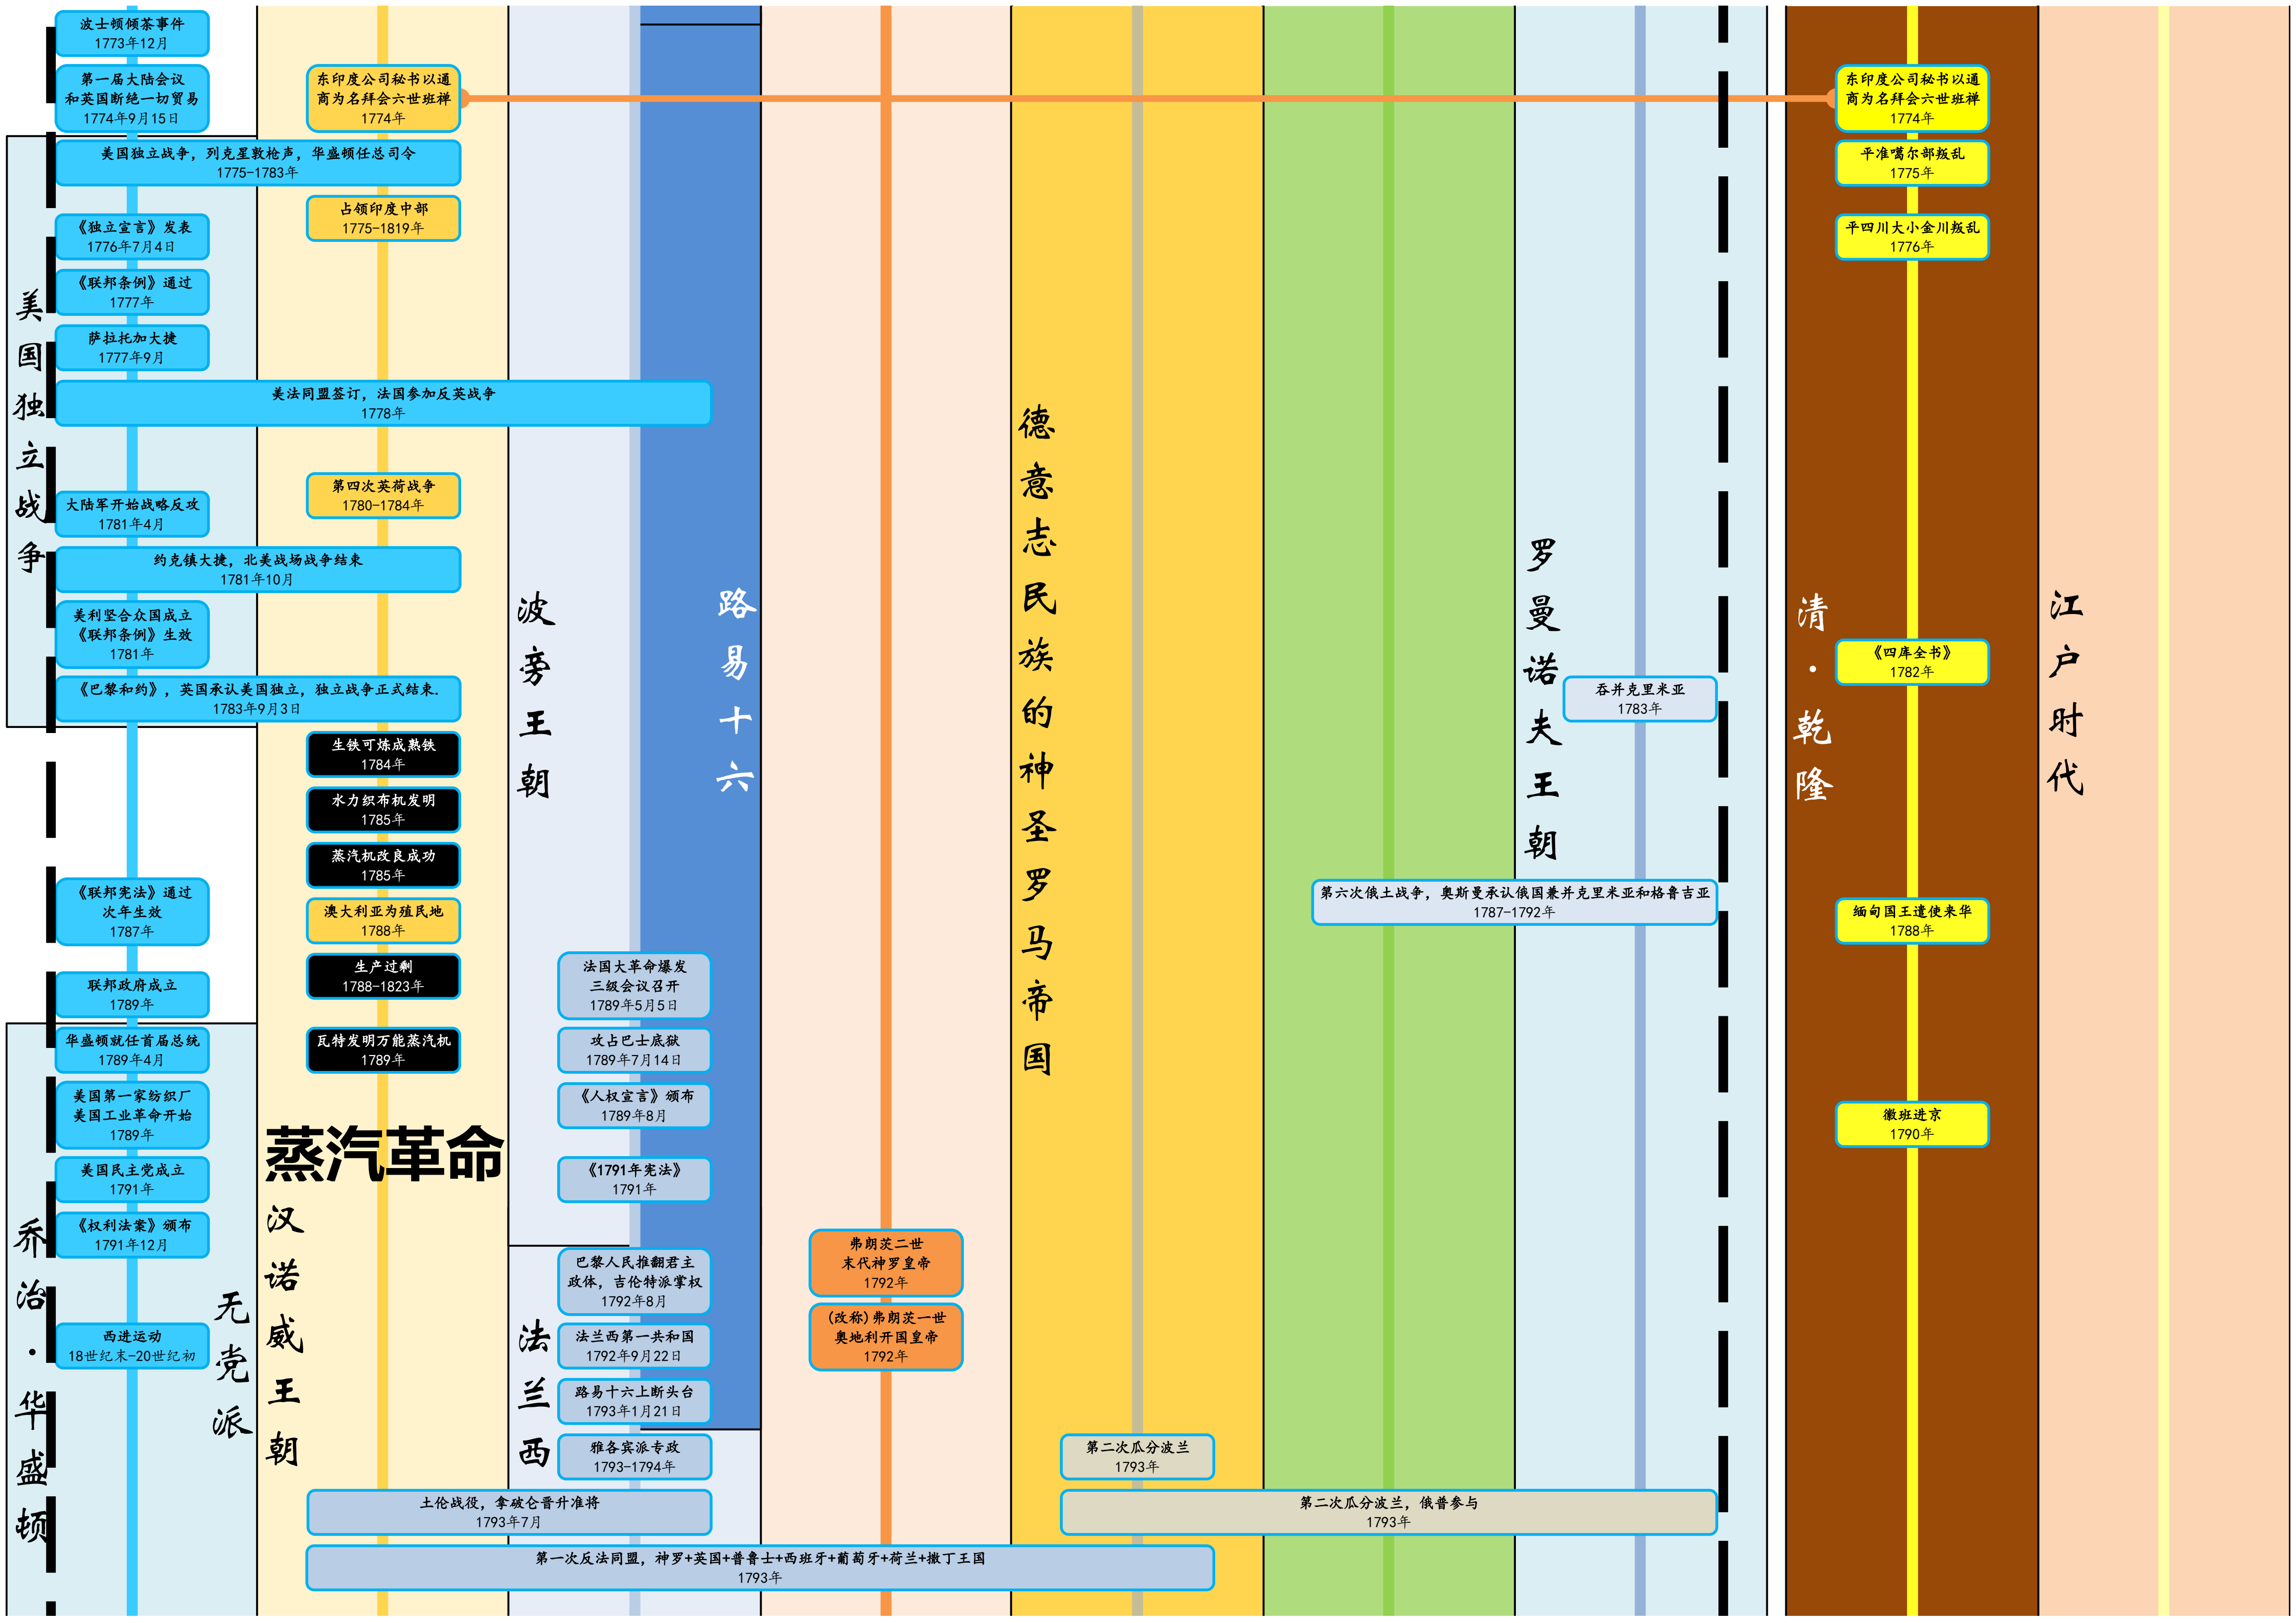 波士顿倾茶事件
1773年12月
第一届大陆会议
和英国断绝一切贸易
1774年9月15日
东印度公司秘书以通
商为名拜会六世班禅
1774年
东印度公司秘书以通
商为名拜会六世班禅
1774年
美国独立战争，列克星敦枪声，华盛顿任总司令
1775-1783年
平准噶尔部叛乱
1775年
占领印度中部
1775-1819年
《独立宣言》发表
1776年7月4日
平四川大小金川叛乱
1776年
《联邦条例》通过
1777年
萨拉托加大捷
1777年9月
美国独立战争
美法同盟签订，法国参加反英战争
1778年
第四次英荷战争
1780-1784年
大陆军开始战略反攻
1781年4月
约克镇大捷，北美战场战争结束
1781年10月
美利坚合众国成立
《联邦条例》生效
1781年
波旁王朝
路易十六
德意志民族的神圣罗马帝国
罗曼诺夫王朝
清·乾隆
江户时代
《四库全书》
1782年
《巴黎和约》，英国承认美国独立，独立战争正式结束.
1783年9月3日
吞并克里米亚
1783年
生铁可炼成熟铁
1784年
水力织布机发明
1785年
蒸汽机改良成功
1785年
《联邦宪法》通过
次年生效
1787年
第六次俄土战争，奥斯曼承认俄国兼并克里米亚和格鲁吉亚
1787-1792年
澳大利亚为殖民地
1788年
缅甸国王遣使来华
1788年
生产过剩
1788-1823年
法国大革命爆发
三级会议召开
1789年5月5日
联邦政府成立
1789年
华盛顿就任首届总统
1789年4月
瓦特发明万能蒸汽机
1789年
攻占巴士底狱
1789年7月14日
美国第一家纺织厂
美国工业革命开始
1789年
《人权宣言》颁布
1789年8月
徽班进京
1790年
蒸汽革命
美国民主党成立
1791年
《1791年宪法》
1791年
《权利法案》颁布
1791年12月
乔治·华盛顿
无党派
汉诺威王朝
弗朗茨二世
末代神罗皇帝
1792年
巴黎人民推翻君主
政体，吉伦特派掌权
1792年8月
(改称)弗朗茨一世
奥地利开国皇帝
1792年
西进运动
18世纪末-20世纪初
法兰西
法兰西第一共和国
1792年9月22日
路易十六上断头台
1793年1月21日
雅各宾派专政
1793-1794年
第二次瓜分波兰
1793年
土伦战役，拿破仑晋升准将
1793年7月
第二次瓜分波兰，俄普参与
1793年
第一次反法同盟，神罗+英国+普鲁士+西班牙+葡萄牙+荷兰+撒丁王国
1793年